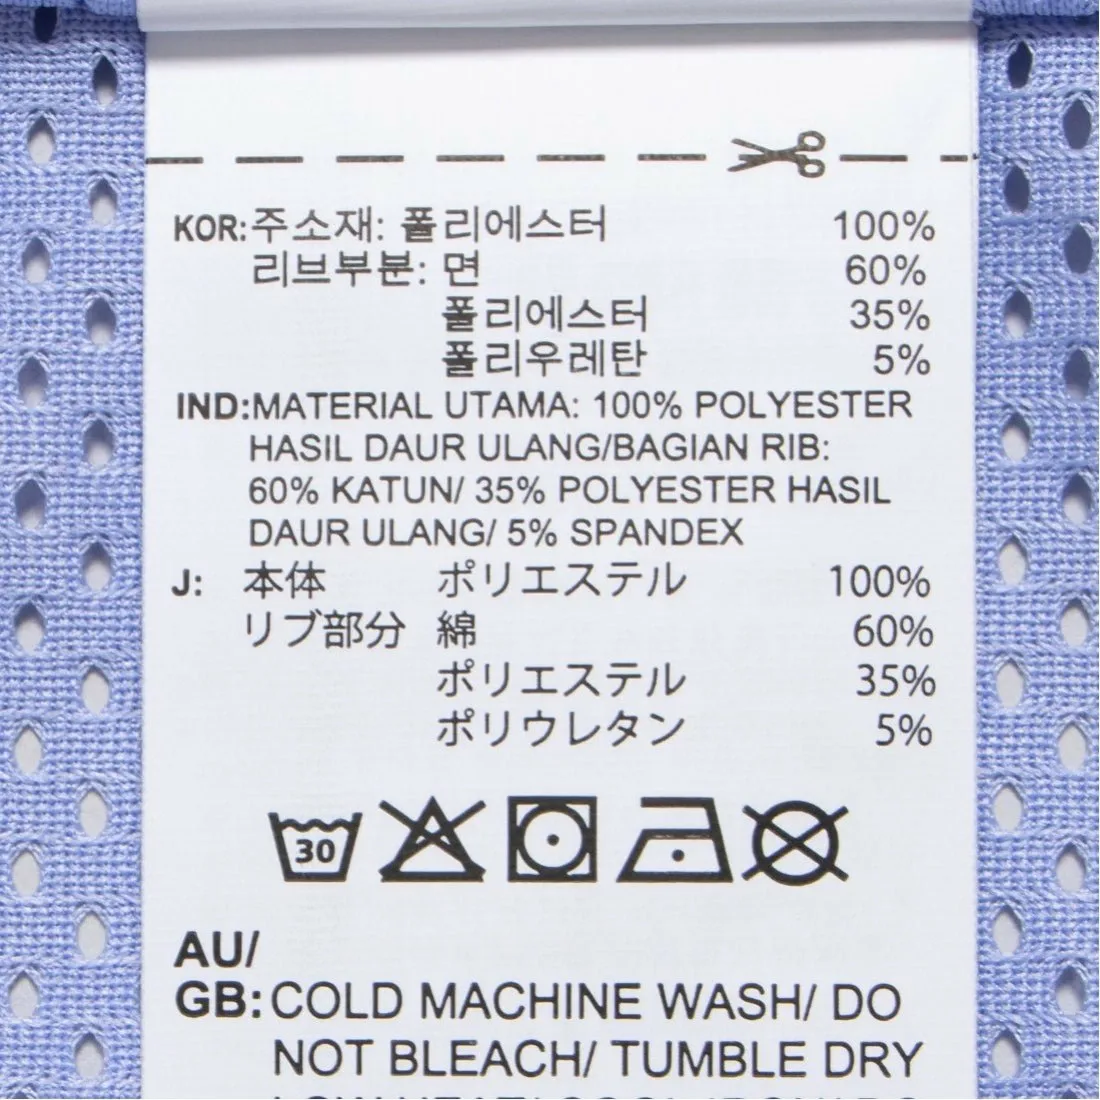 KOR:주소재: 폴리에스터 100%
리브부분: 면 60%
폴리에스터 35%
폴리우레탄 5%
IND:MATERIAL UTAMA: 100% POLYESTER
HASIL DAUR ULANG/BAGIAN RIB:
60% KATUN/ 35% POLYESTER HASIL
DAUR ULANG/ 5% SPANDEX
J: 本体 ポリエステル 100%
リブ部分 綿 60%
ポリエステル 35%
ポリウレタン 5%
30
AU/
GB:COLD MACHINE WASH/ DO
NOT BLEACH/ TUMBLE DRY